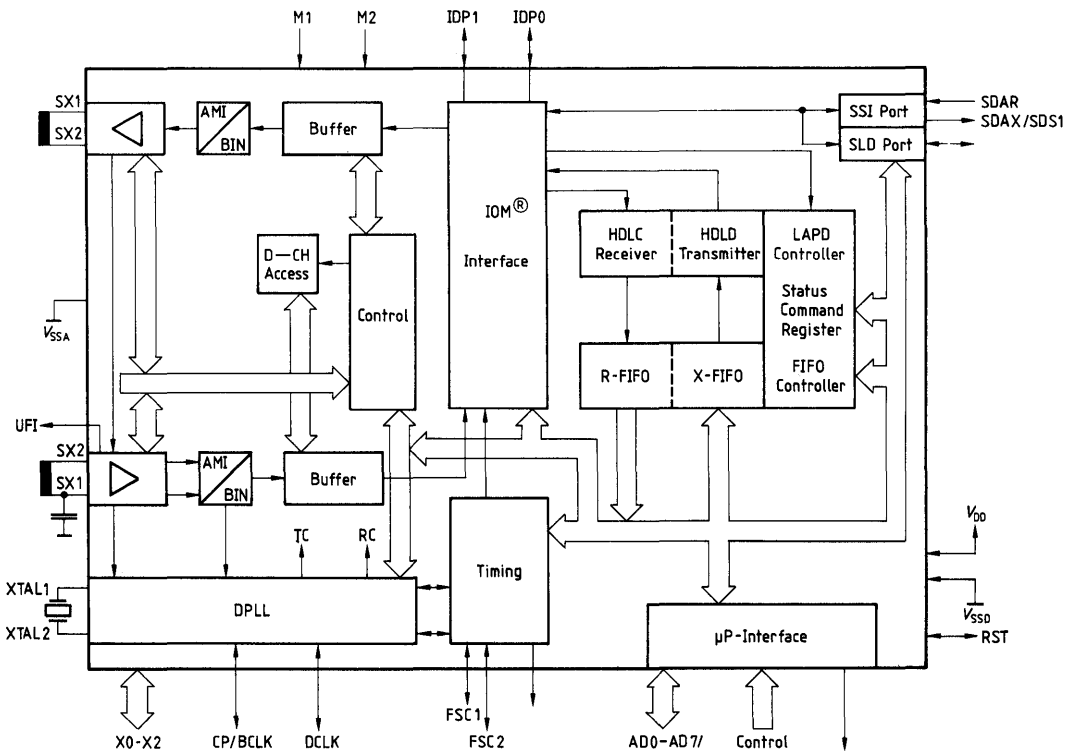 M1
M2
IDP1
IDP0
SX1
SX2
AMI
BIN
Buffer
SSI Port
SLD Port
SDAR
SDAX/SDS1
IOM®
Interface
HDLC
Receiver
HDLD
Transmitter
LAPD
Controller
Status
Command
Register
FIFO
Controller
D—CH
Access
Control
VSSA
R-FIFO
X-FIFO
UFI
SX2
SX1
AMI
BIN
Buffer
TC
RC
Timing
VDD
XTAL1
XTAL2
DPLL
µP-Interface
VSSD
RST
X0-X2
CP/BCLK
DCLK
FSC1
FSC2
AD0-AD7/
Control